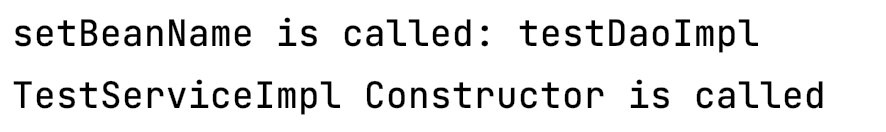 setBeanName is called: testDaoImpl
TestServiceImpl Constructor is called